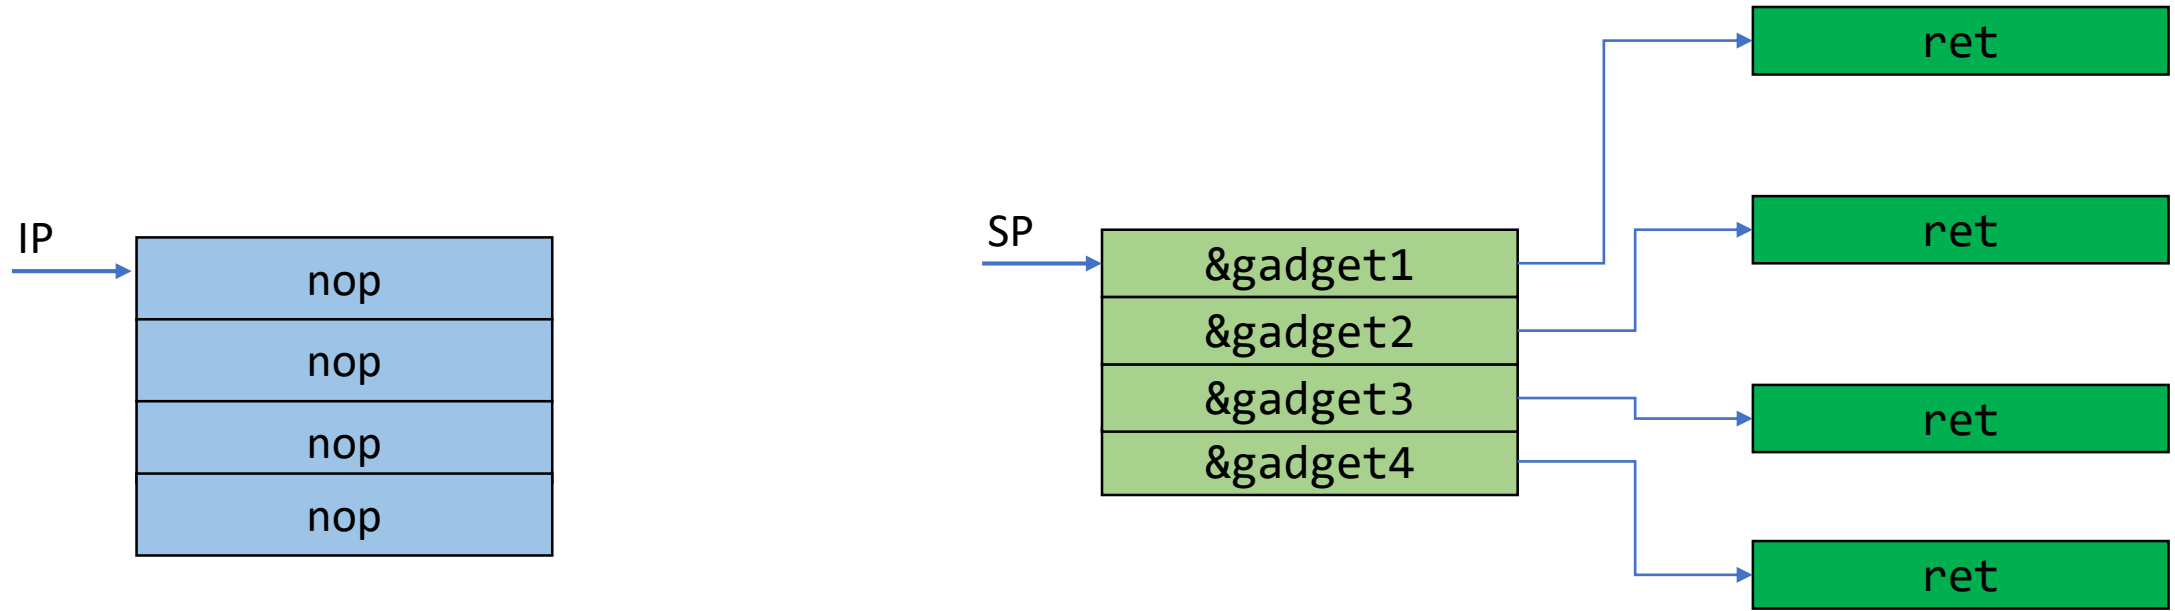 IP
nop
nop
nop
nop
SP
&gadget1
&gadget2
&gadget3
&gadget4
ret
ret
ret
ret